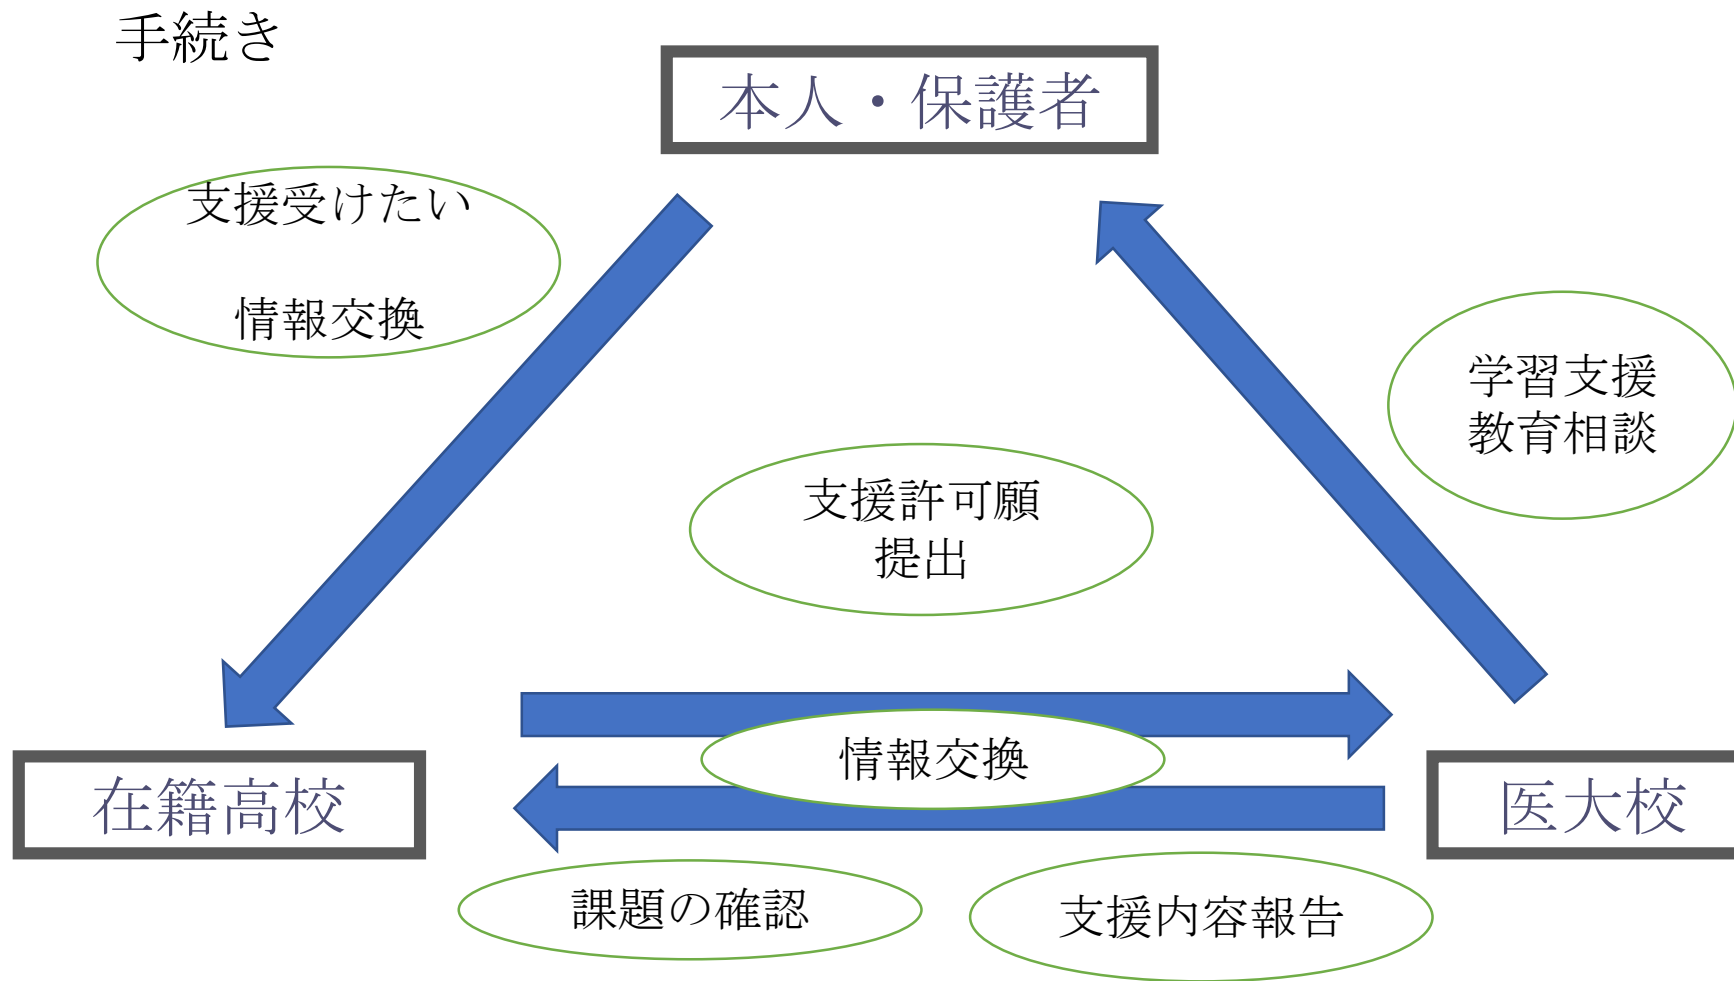 手続き
本人・保護者
支援受けたい
情報交換
学習支援
教育相談
支援許可願
提出
情報交換
在籍高校
医大校
課題の確認
支援内容報告